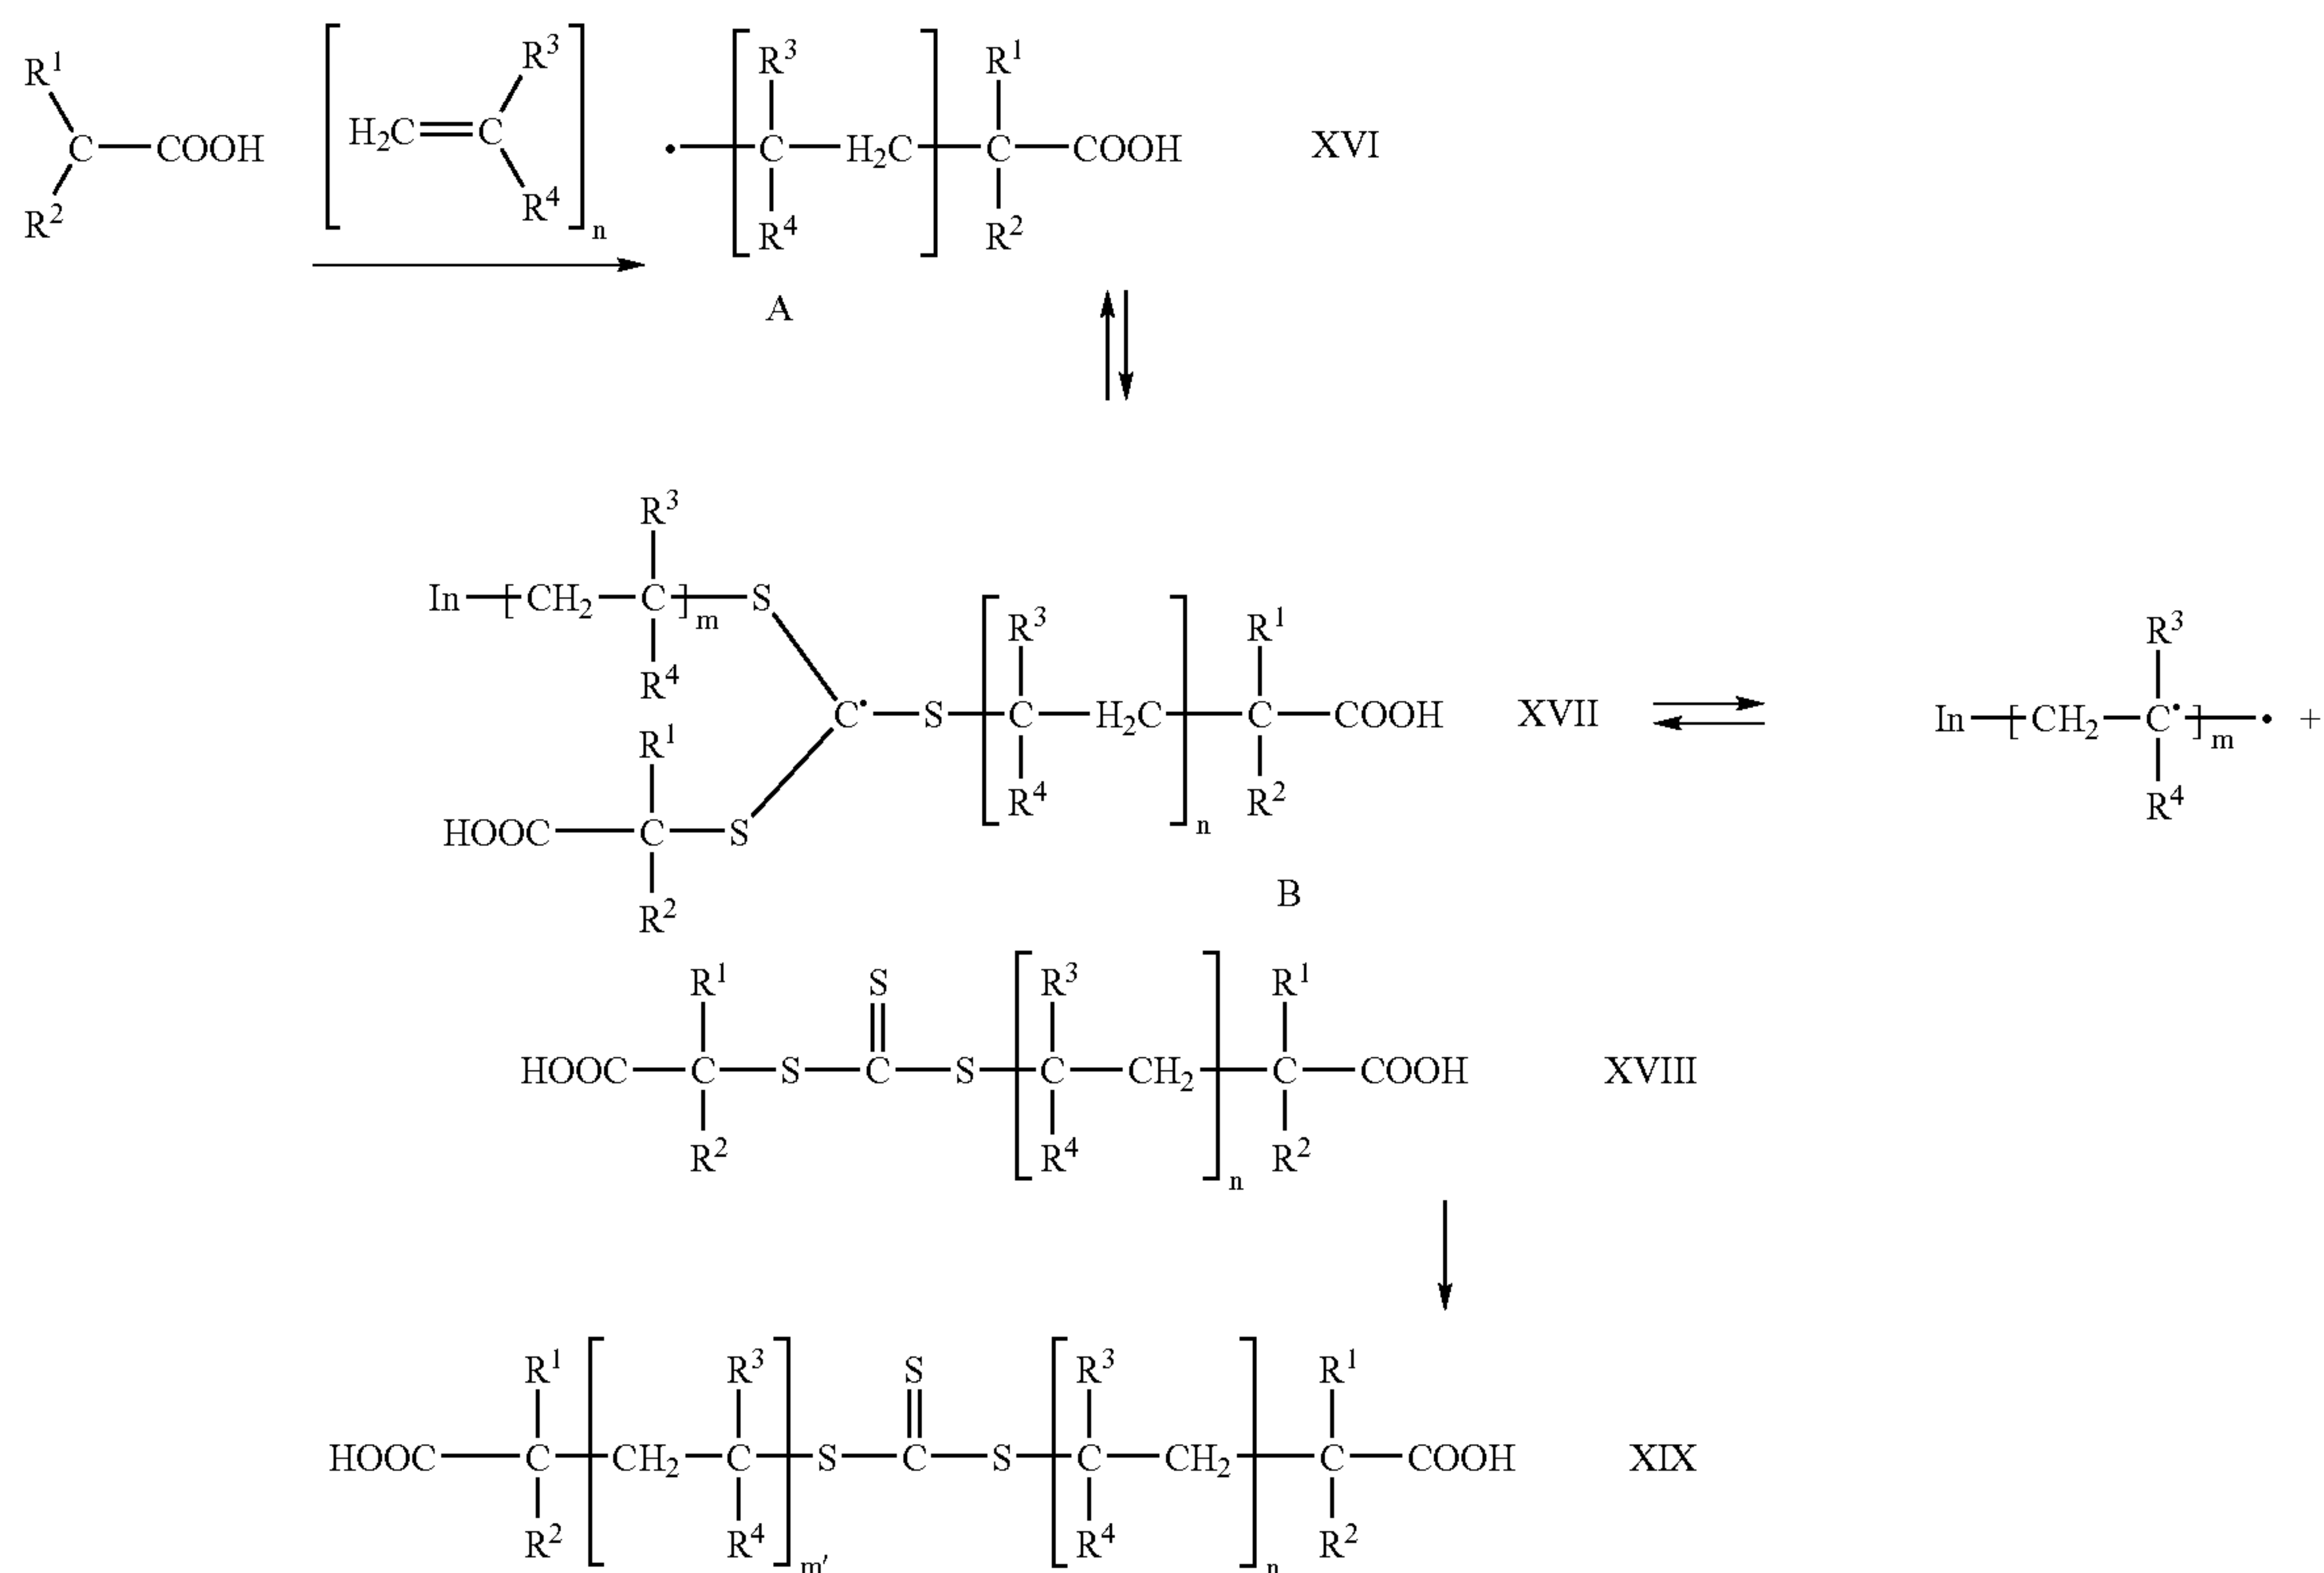 R¹ R³ R³ R¹
H₂C C
C COOH • C H₂C C COOH XVI
R² R⁴ n R⁴ R²
A
R³
In [ CH₂ C ]m S R³ R¹ R³
R⁴
C• S C H₂C C COOH XVII In [ CH₂ C• ]m • +
R¹ R⁴ n R² R⁴
HOOC C S
R² B
R¹ S R³ R¹
HOOC C S C S C CH₂ C COOH XVIII
R² R⁴ n R²
R¹ R³ S R³ R¹
HOOC C CH₂ C S C S C CH₂ C COOH XIX
R² R⁴ m′ R⁴ n R²